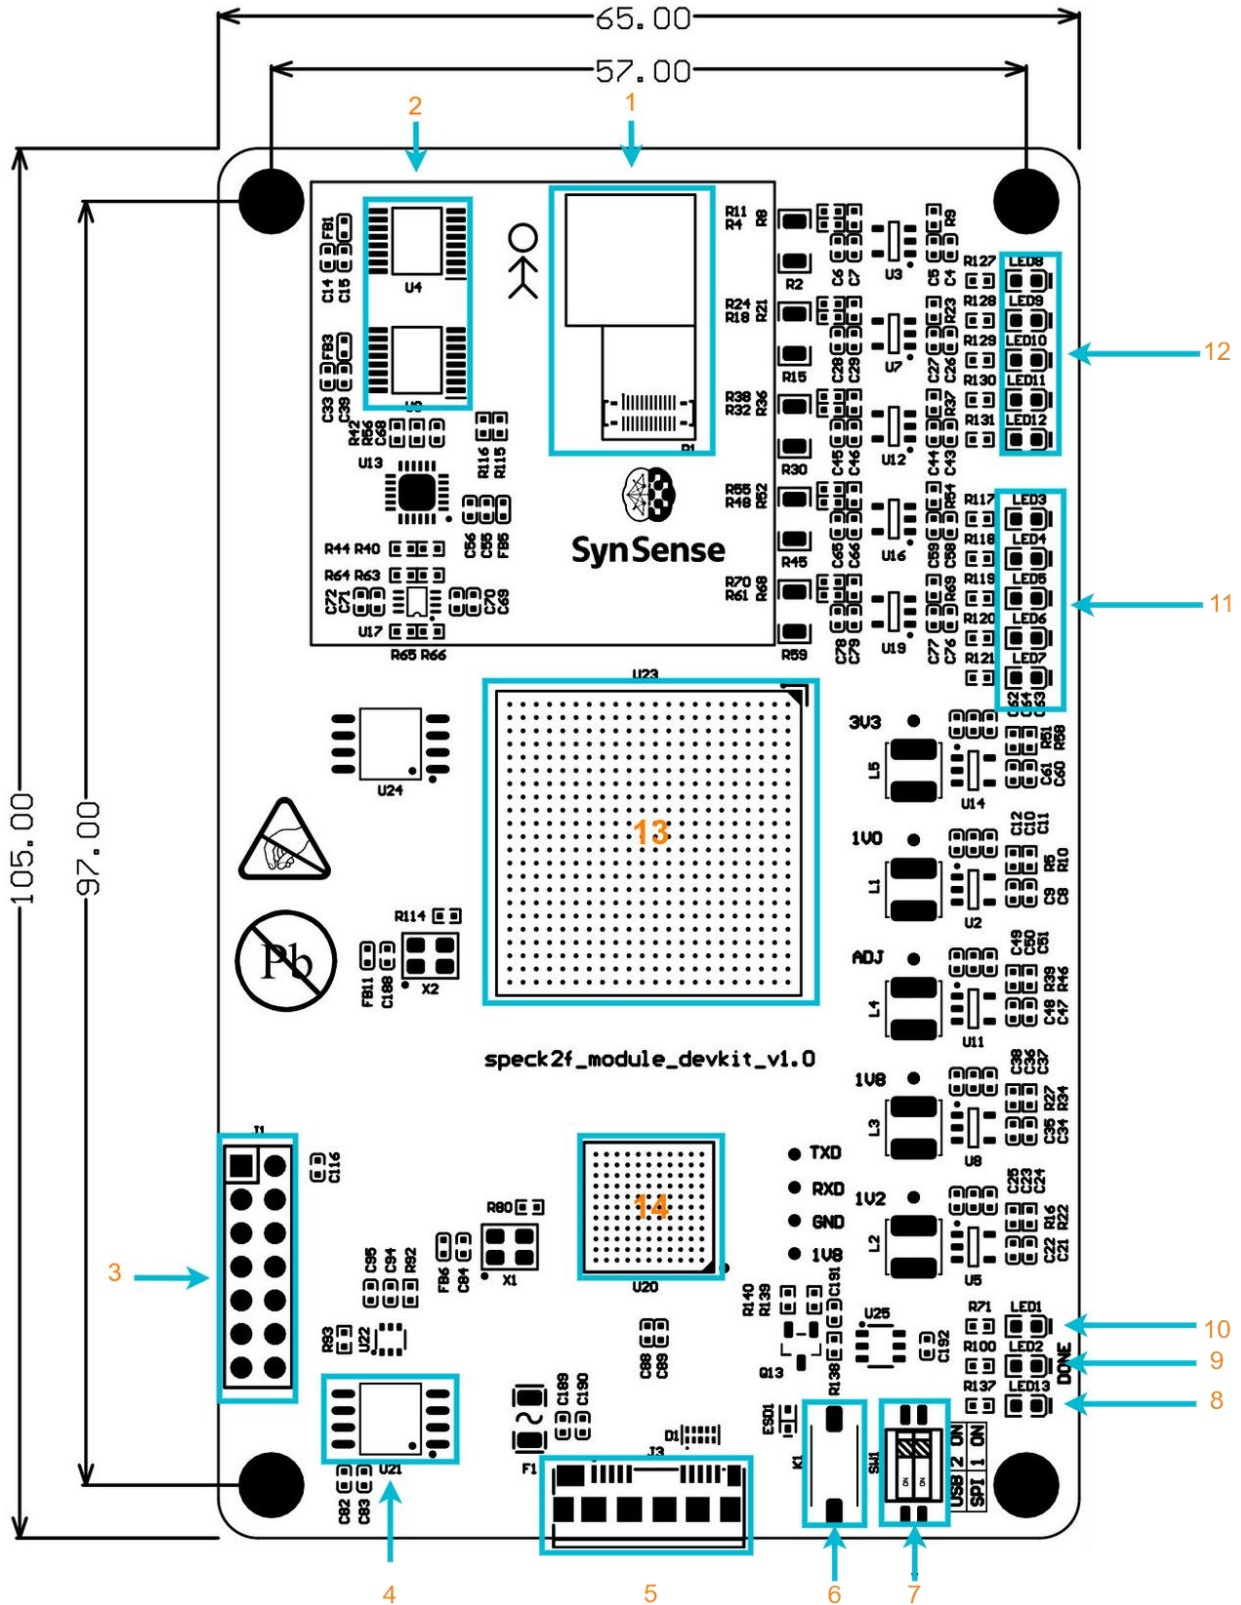 65.00
57.00
2
1
R11
R4
R8
R2
C6
C7
U3
C5
C4
R9
R127
LED8
FB1
C14
C15
U4
R128
LED9
R24
R18
R21
R15
C28
C29
U7
C27
C26
R23
R129
LED10
12
FB3
C33
C39
R130
LED11
R38
R32
R36
R30
C45
C46
U12
C44
C43
R37
R131
LED12
R42
R56
C68
U13
R116
R115
P1
R55
R48
R52
R45
C65
C66
U16
C59
C58
R54
R117
LED3
R118
LED4
C56
C55
FB5
SynSense
R44
R40
R119
LED5
R64
R63
R70
R61
R68
R59
C78
C79
U19
C77
C76
R69
R120
LED6
11
C72
C71
C70
C69
U17
R65
R66
R121
LED7
U23
C62
C64
C63
3V3
L5
U14
R51
R58
C61
C60
U24
13
105.00
97.00
1V0
L1
U2
C12
C10
C11
R5
R10
C9
C8
R114
FB11
C188
X2
Pb
ADJ
L4
U11
C49
C50
C51
R39
R46
C48
C47
speck2f_module_devkit_v1.0
1V8
L3
U8
C38
C36
C37
R27
R34
C35
C34
J1
C116
TXD
RXD
GND
1V8
14
U20
R80
FB6
C84
X1
1V2
L2
U5
C25
C23
C24
R16
R22
C22
C21
3
C95
C94
R92
R93
U22
R140
R139
C191
U25
C192
Q13
R138
R71
LED1
10
R100
LED2
9
DONE
R137
LED13
8
C88
C89
C189
C190
F1
D1
ESD1
J3
K1
SW1
ON
ON
USB 2 ON
SPI 1 ON
U21
C82
C83
4
5
6
7